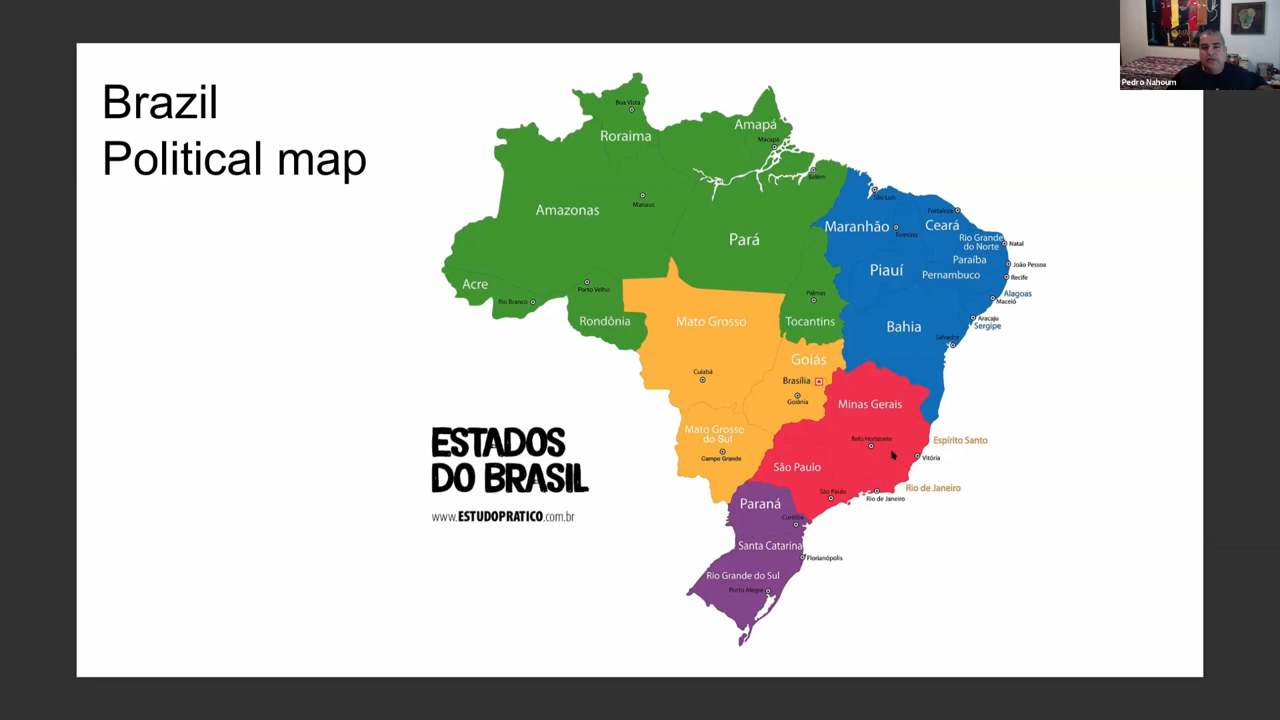 Brazil
Political map
Pedro Nahoum
Boa Vista
Roraima
Amapá
Macapá
Belém
Amazonas
Manaus
Pará
São Luís
Maranhão
Teresina
Fortaleza
Ceará
Rio Grande
do Norte
Natal
Paraíba
João Pessoa
Piauí
Pernambuco
Recife
Alagoas
Maceió
Aracaju
Sergipe
Acre
Rio Branco
Porto Velho
Rondônia
Mato Grosso
Cuiabá
Palmas
Tocantins
Bahia
Salvador
Goiás
Brasília
Goiânia
Minas Gerais
Belo Horizonte
Espírito Santo
Vitória
Mato Grosso
do Sul
Campo Grande
São Paulo
São Paulo
Rio de Janeiro
Rio de Janeiro
Paraná
Curitiba
Santa Catarina
Florianópolis
Rio Grande do Sul
Porto Alegre
ESTADOS
DO BRASIL
www.ESTUDOPRATICO.com.br